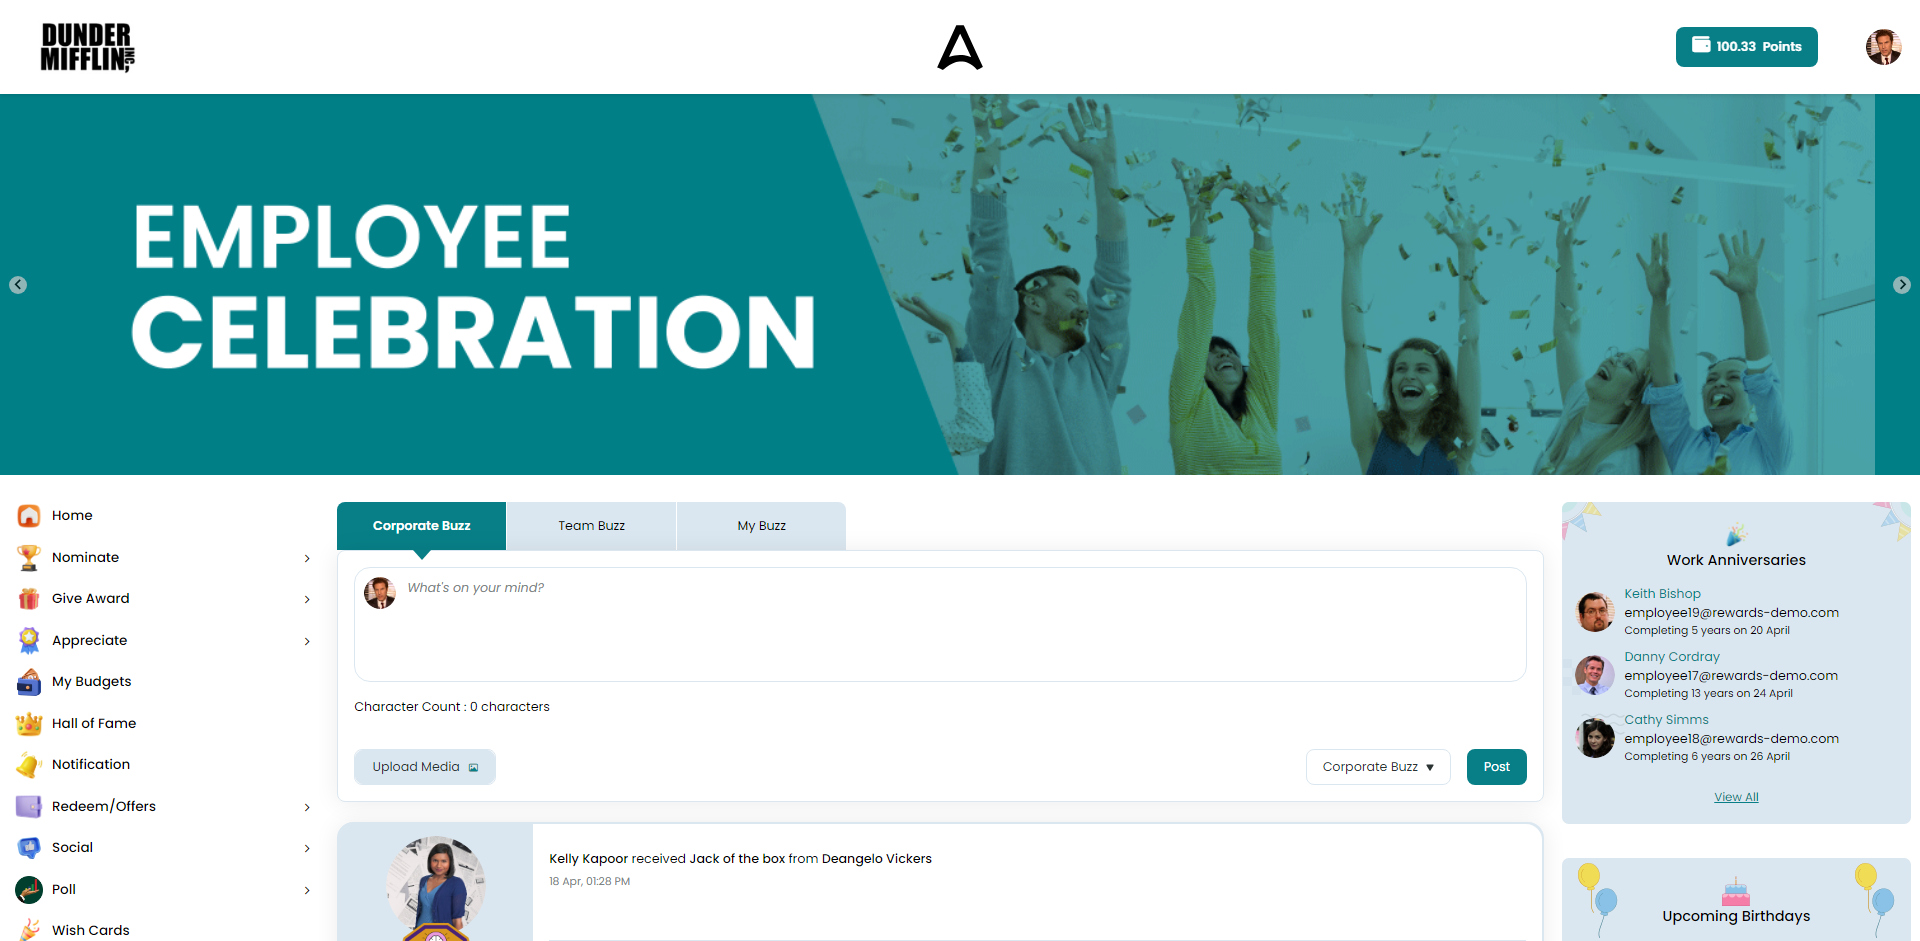 DUNDER
MIFFLIN INC,
100.33 Points
EMPLOYEE
CELEBRATION
Home
Nominate
Give Award
Appreciate
My Budgets
Hall of Fame
Notification
Redeem/Offers
Social
Poll
Wish Cards
Corporate Buzz
Team Buzz
My Buzz
What's on your mind?
Character Count : 0 characters
Upload Media
Corporate Buzz ▼
Post
Kelly Kapoor received Jack of the box from Deangelo Vickers
18 Apr, 01:28 PM
Work Anniversaries
Keith Bishop
employee19@rewards-demo.com
Completing 5 years on 20 April
Danny Cordray
employee17@rewards-demo.com
Completing 13 years on 24 April
Cathy Simms
employee18@rewards-demo.com
Completing 6 years on 26 April
View All
Upcoming Birthdays